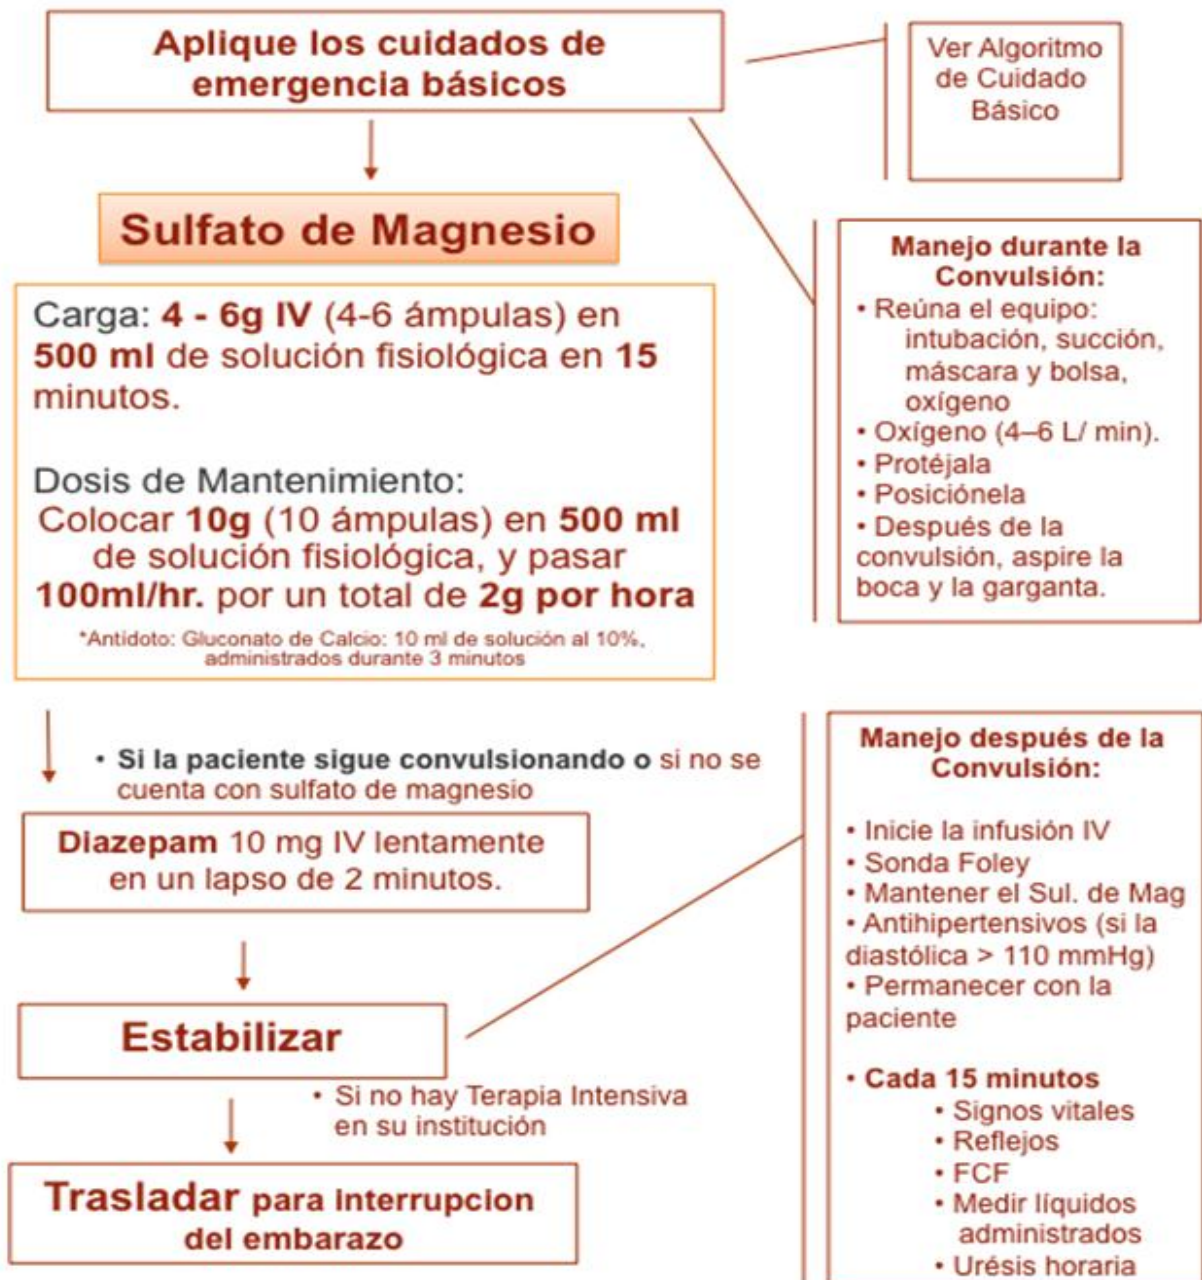 Aplique los cuidados de
emergencia básicos
Ver Algoritmo
de Cuidado
Básico
Sulfato de Magnesio
Carga: 4 - 6g IV (4-6 ámpulas) en
500 ml de solución fisiológica en 15
minutos.
Dosis de Mantenimiento:
Colocar 10g (10 ámpulas) en 500 ml
de solución fisiológica, y pasar
100ml/hr. por un total de 2g por hora
*Antídoto: Gluconato de Calcio: 10 ml de solución al 10%,
administrados durante 3 minutos
Manejo durante la
Convulsión:
• Reúna el equipo:
intubación, succión,
máscara y bolsa,
oxígeno
• Oxígeno (4–6 L/ min).
• Protéjala
• Posiciónela
• Después de la
convulsión, aspire la
boca y la garganta.
• Si la paciente sigue convulsionando o si no se
cuenta con sulfato de magnesio
Diazepam 10 mg IV lentamente
en un lapso de 2 minutos.
Estabilizar
• Si no hay Terapia Intensiva
en su institución
Trasladar para interrupcion
del embarazo
Manejo después de la
Convulsión:
• Inicie la infusión IV
• Sonda Foley
• Mantener el Sul. de Mag
• Antihipertensivos (si la
diastólica > 110 mmHg)
• Permanecer con la
paciente
• Cada 15 minutos
• Signos vitales
• Reflejos
• FCF
• Medir líquidos
administrados
• Urésis horaria